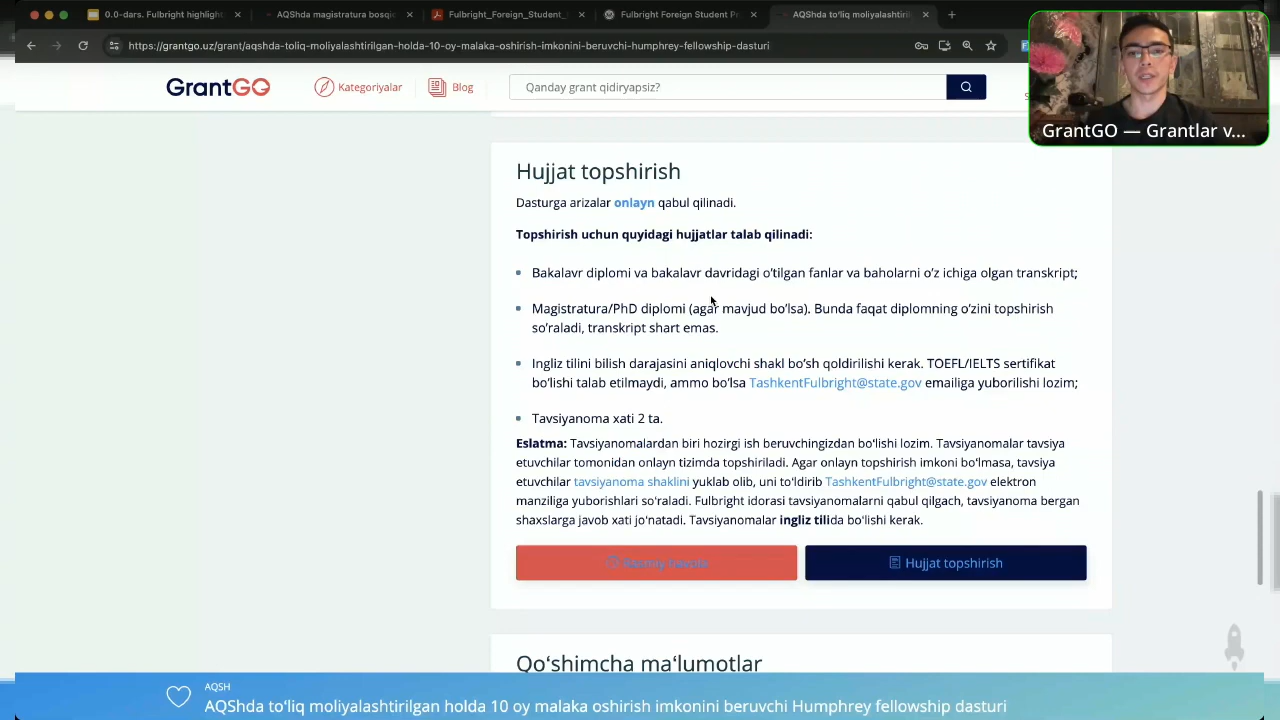 0.0-dars. Fulbright highlight
AQSHda magistratura bosqic
Fulbright_Foreign_Student_
Fulbright Foreign Student Pr
AQShda to'liq moliyalashtiril
https://grantgo.uz/grant/aqshda-toliq-moliyalashtirilgan-holda-10-oy-malaka-oshirish-imkonini-beruvchi-humphrey-fellowship-dasturi
GrantGO
Kategoriyalar
Blog
Qanday grant qidiryapsiz?
GrantGO — Grantlar v...
Hujjat topshirish
Dasturga arizalar onlayn qabul qilinadi.
Topshirish uchun quyidagi hujjatlar talab qilinadi:
Bakalavr diplomi va bakalavr davridagi o'tilgan fanlar va baholarni o'z ichiga olgan transkript;
Magistratura/PhD diplomi (agar mavjud bo'lsa). Bunda faqat diplomning o'zini topshirish
so'raladi, transkript shart emas.
Ingliz tilini bilish darajasini aniqlovchi shakl bo'sh qoldirilishi kerak. TOEFL/IELTS sertifikat
bo'lishi talab etilmaydi, ammo bo'lsa TashkentFulbright@state.gov emailiga yuborilishi lozim;
Tavsiyanoma xati 2 ta.
Eslatma: Tavsiyanomalardan biri hozirgi ish beruvchingizdan bo'lishi lozim. Tavsiyanomalar tavsiya
etuvchilar tomonidan onlayn tizimda topshiriladi. Agar onlayn topshirish imkoni bo'lmasa, tavsiya
etuvchilar tavsiyanoma shaklini yuklab olib, uni to'ldirib TashkentFulbright@state.gov elektron
manziliga yuborishlari so'raladi. Fulbright idorasi tavsiyanomalarni qabul qilgach, tavsiyanoma bergan
shaxslarga javob xati jo'natadi. Tavsiyanomalar ingliz tilida bo'lishi kerak.
Hujjat topshirish
Qo‘shimcha ma‘lumotlar
AQSH
AQShda to‘liq moliyalashtirilgan holda 10 oy malaka oshirish imkonini beruvchi Humphrey fellowship dasturi